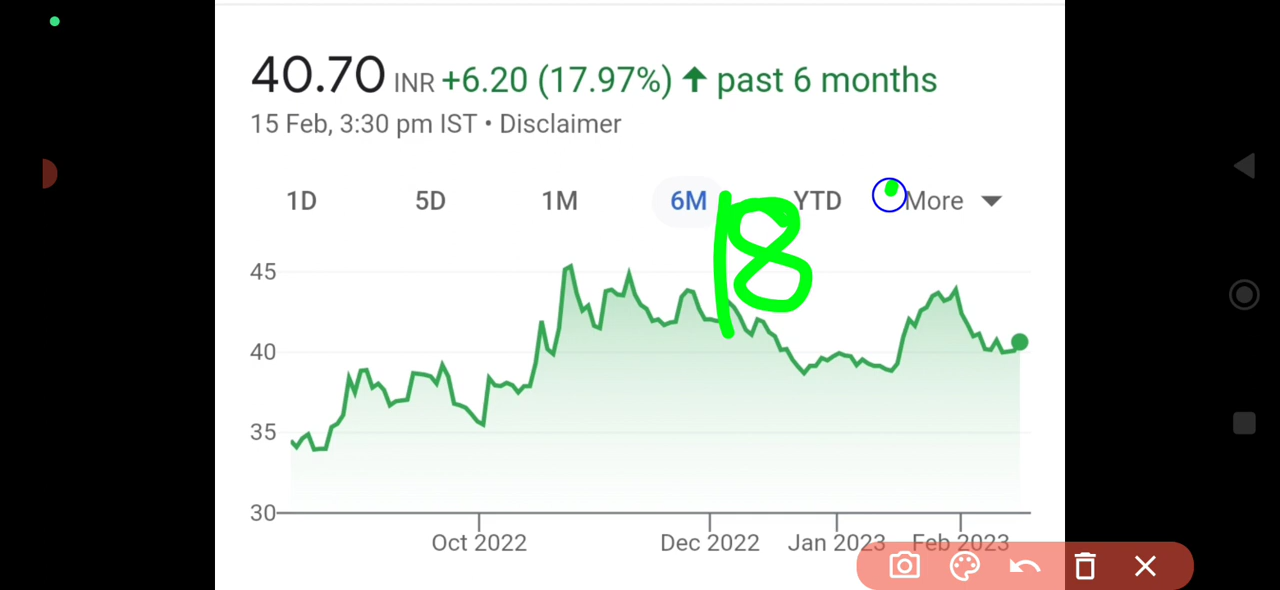 40.70 INR +6.20 (17.97%) ↑ past 6 months
15 Feb, 3:30 pm IST • Disclaimer
1D 5D 1M 6M YTD More
18
45
40
35
30
Oct 2022 Dec 2022 Jan 2023 Feb 2023